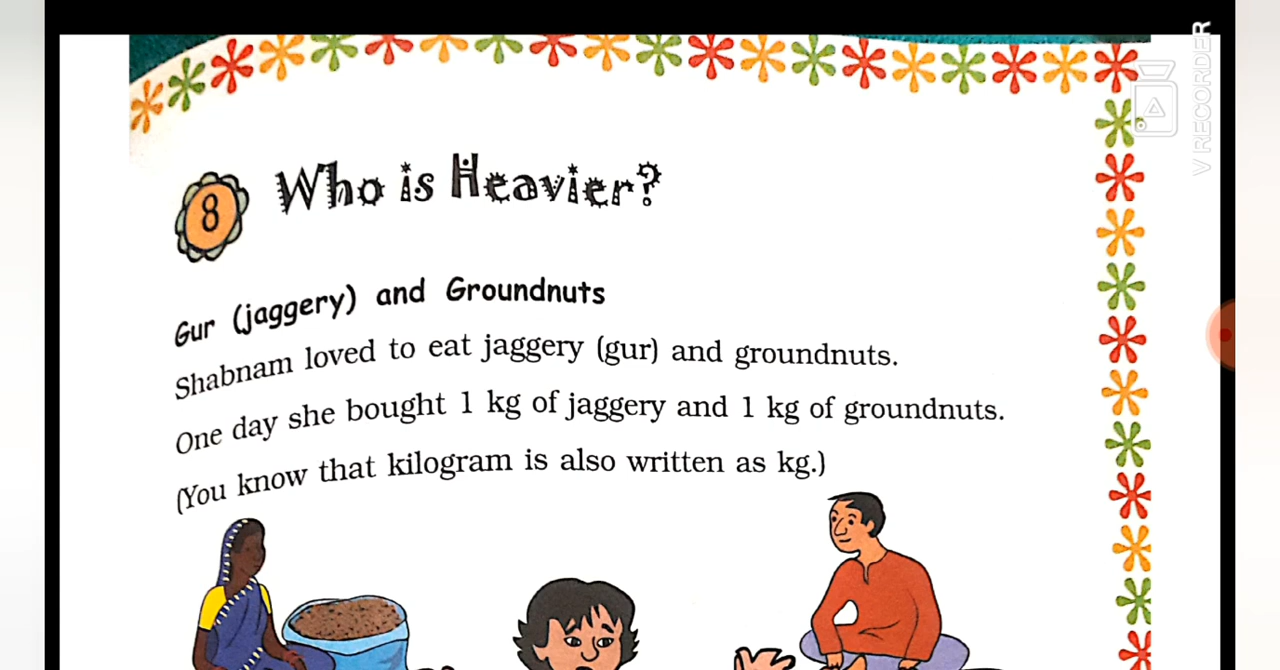 8 Who is Heavier?
Gur (jaggery) and Groundnuts
Shabnam loved to eat jaggery (gur) and groundnuts.
One day she bought 1 kg of jaggery and 1 kg of groundnuts.
(You know that kilogram is also written as kg.)
V RECORDER